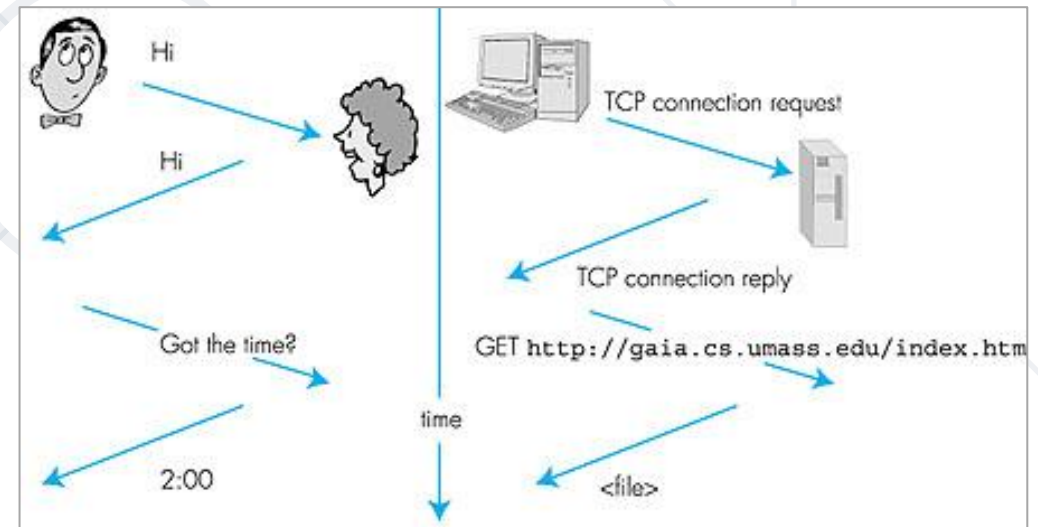 Hi
Hi
Got the time?
2:00
time
TCP connection request
TCP connection reply
GET http://gaia.cs.umass.edu/index.htm
<file>